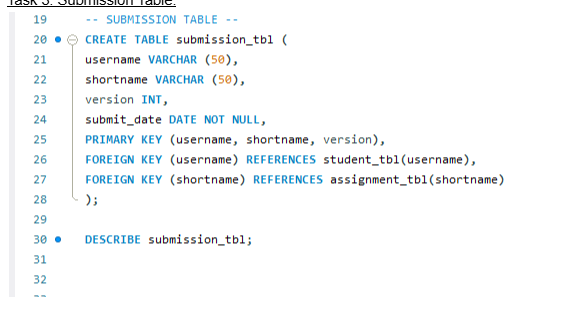 Task 3: Submission Table:
19 -- SUBMISSION TABLE --
20 CREATE TABLE submission_tbl (
21 username VARCHAR (50),
22 shortname VARCHAR (50),
23 version INT,
24 submit_date DATE NOT NULL,
25 PRIMARY KEY (username, shortname, version),
26 FOREIGN KEY (username) REFERENCES student_tbl(username),
27 FOREIGN KEY (shortname) REFERENCES assignment_tbl(shortname)
28 );
29
30 DESCRIBE submission_tbl;
31
32